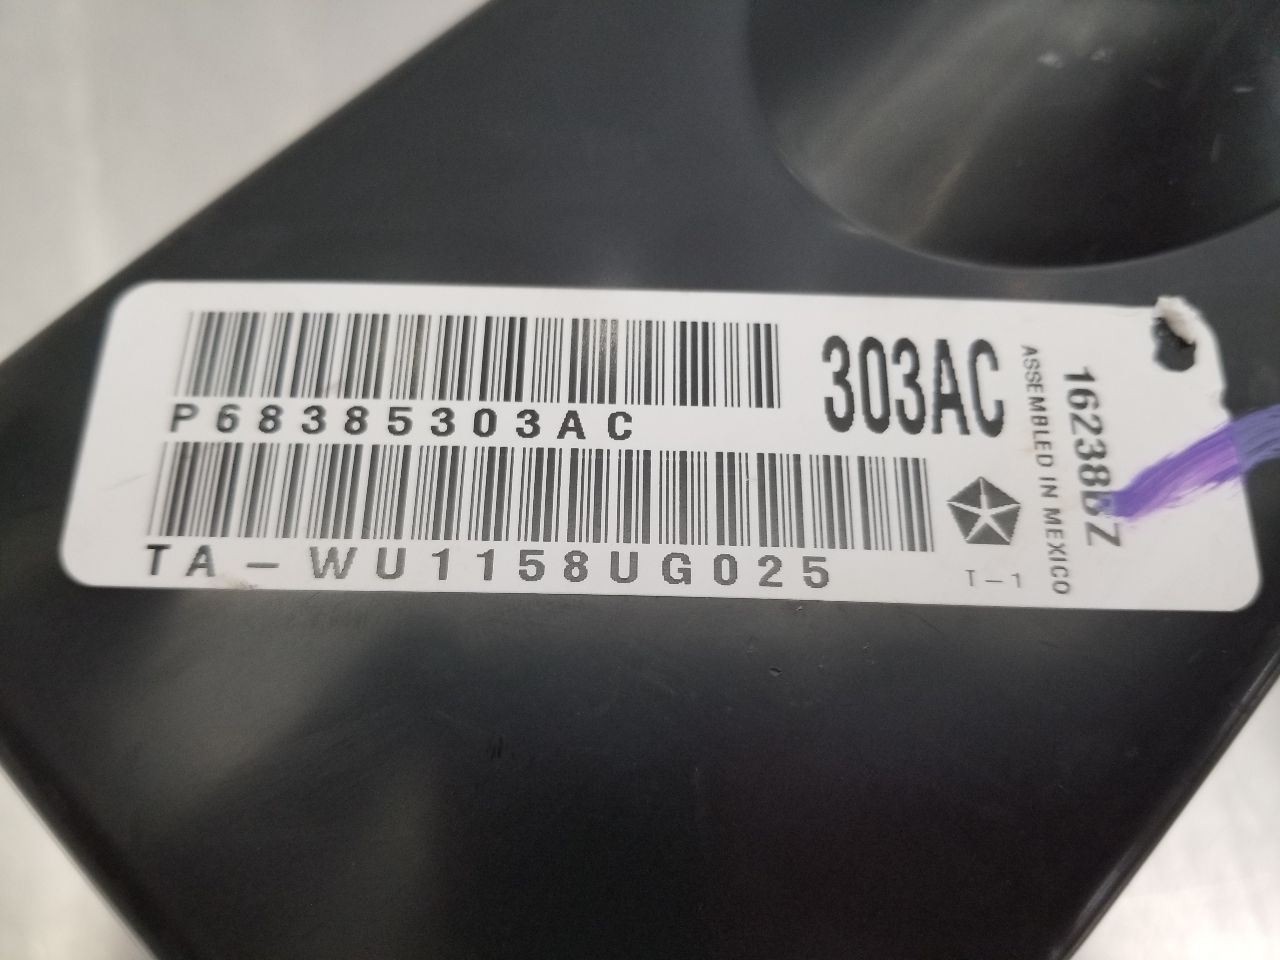 P68385303AC
303AC
TA-WU1158UG025
T-1
ASSEMBLED IN MEXICO
16238BZ